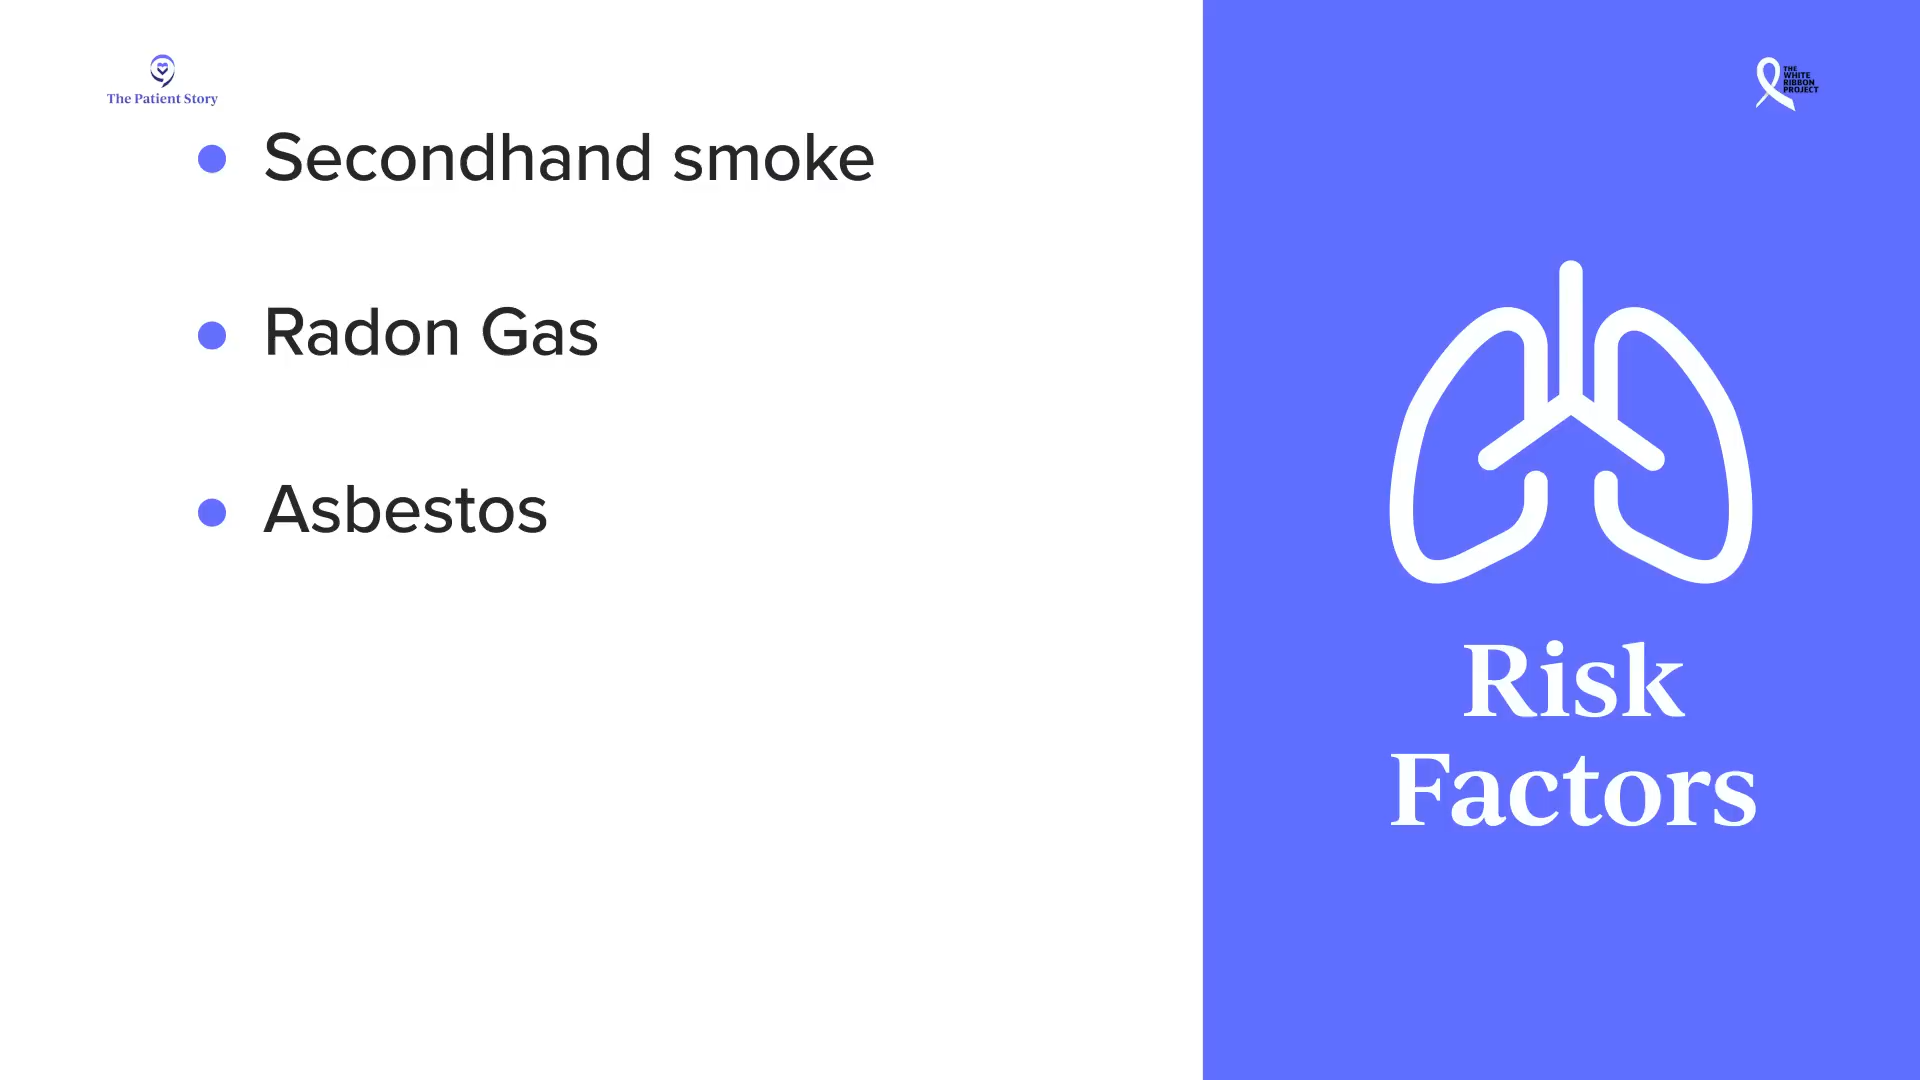 The Patient Story
THE
WHITE
RIBBON
PROJECT
Secondhand smoke
Radon Gas
Asbestos
Risk
Factors